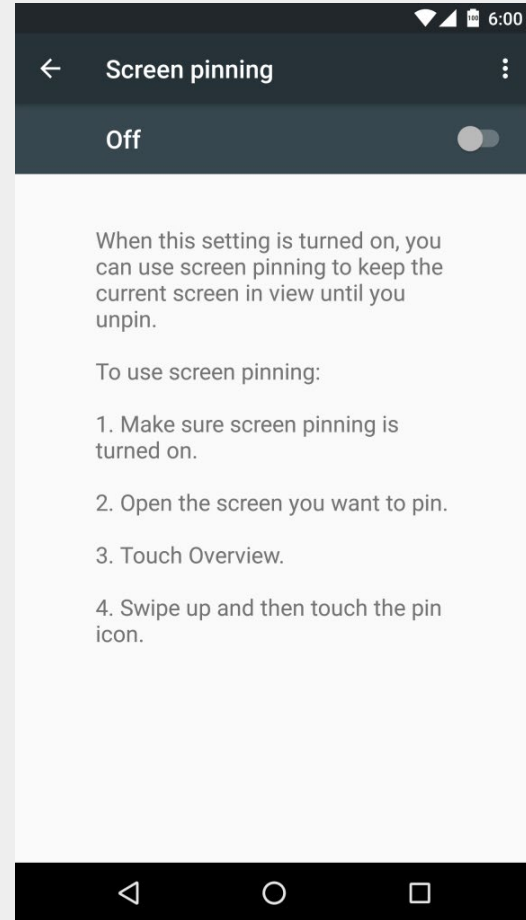 100 6:00
Screen pinning
Off
When this setting is turned on, you
can use screen pinning to keep the
current screen in view until you
unpin.
To use screen pinning:
1. Make sure screen pinning is
turned on.
2. Open the screen you want to pin.
3. Touch Overview.
4. Swipe up and then touch the pin
icon.